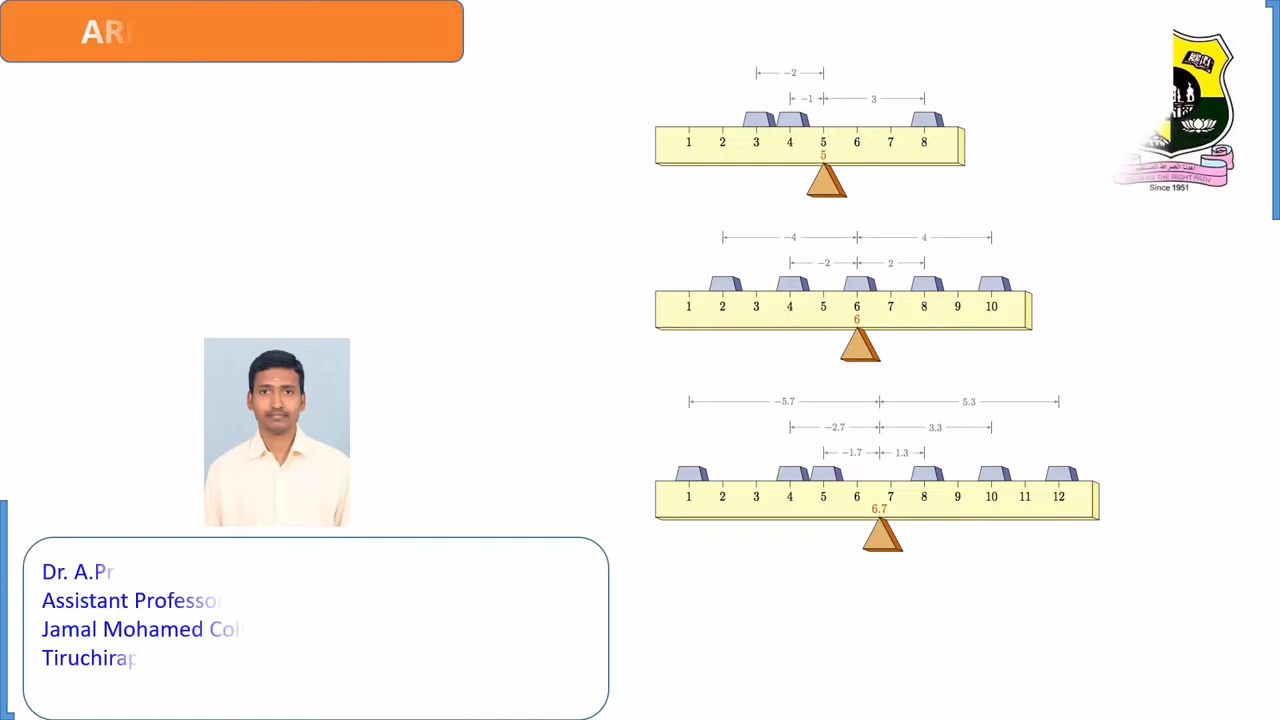 AR
-2
-1 3
1 2 3 4 5 6 7 8
5
Since 1951
-4 4
-2 2
1 2 3 4 5 6 7 8 9 10
6
-5.7 5.3
-2.7 3.3
-1.7 1.3
1 2 3 4 5 6 7 8 9 10 11 12
6.7
Dr. A.Pr
Assistant Professor
Jamal Mohamed Col
Tiruchirap